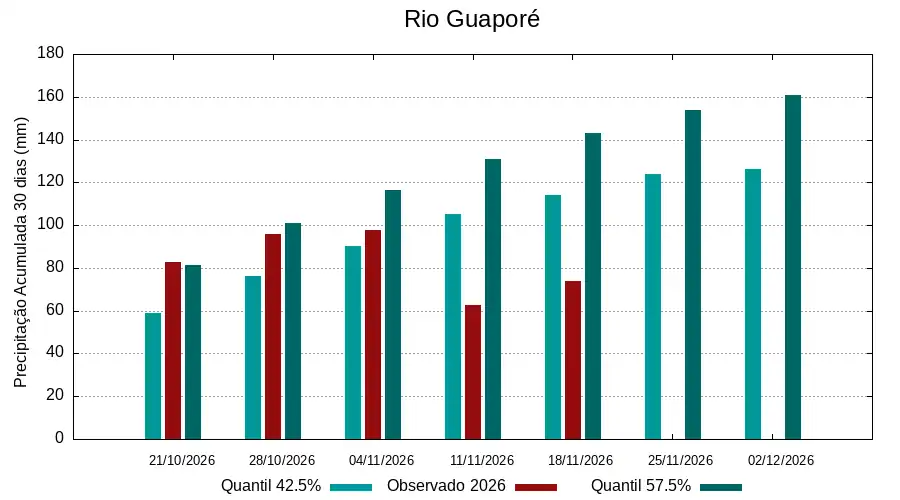 Rio Guaporé
Precipitação Acumulada 30 dias (mm)
180
160
140
120
100
80
60
40
20
0
21/10/2026 28/10/2026 04/11/2026 11/11/2026 18/11/2026 25/11/2026 02/12/2026
Quantil 42.5% Observado 2026 Quantil 57.5%